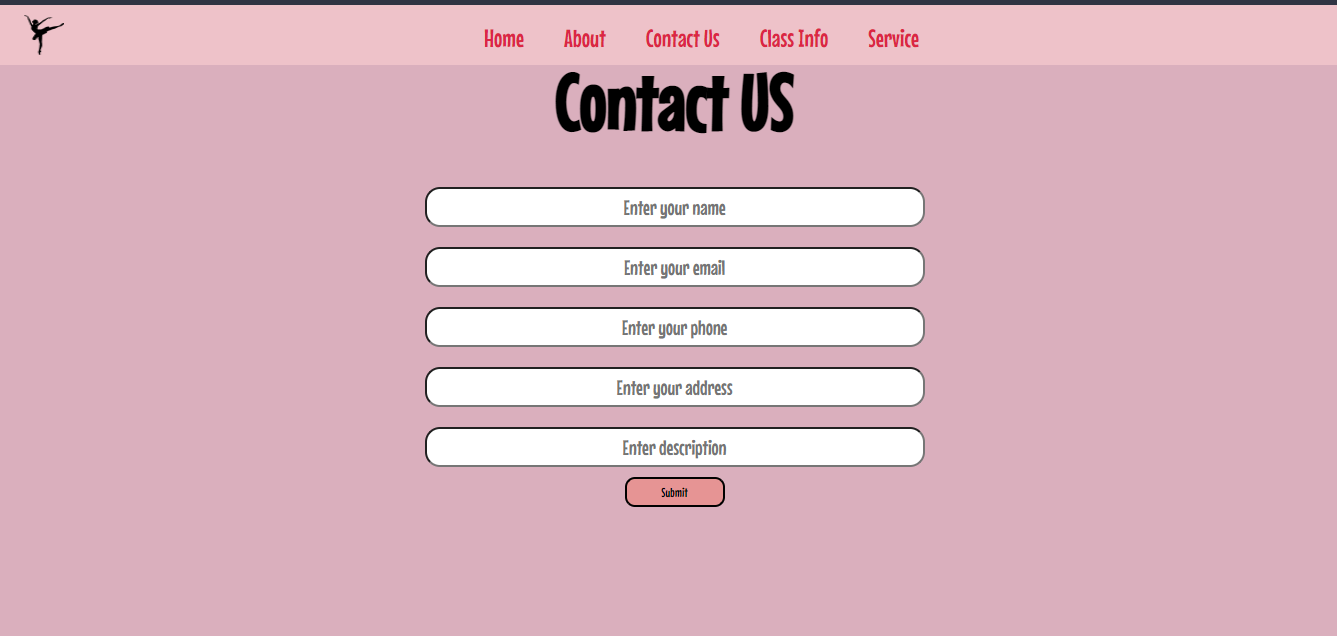 Home About Contact Us Class Info Service
Contact US
Enter your name
Enter your email
Enter your phone
Enter your address
Enter description
Submit